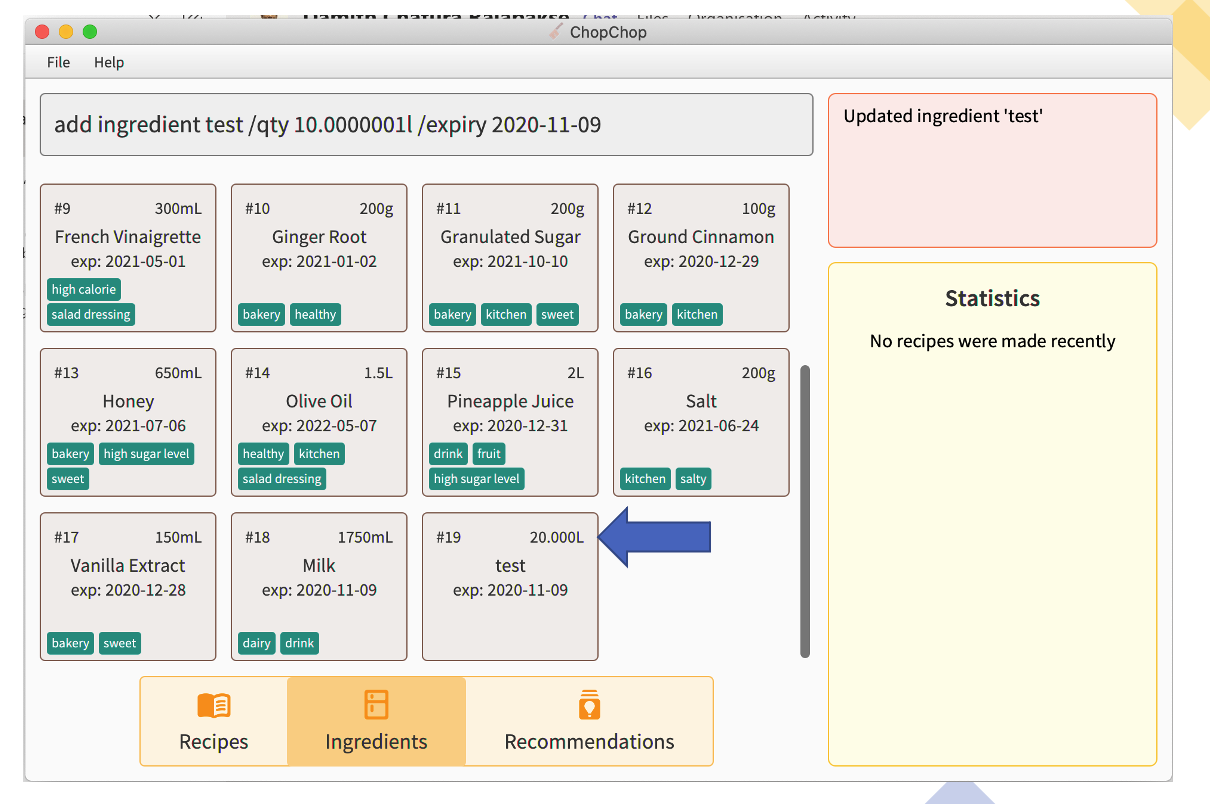 Damith Chatura Rajapakse Chat Files Organisation Activity
ChopChop
File Help
add ingredient test /qty 10.0000001l /expiry 2020-11-09
Updated ingredient 'test'
#9 300mL
French Vinaigrette
exp: 2021-05-01
high calorie
salad dressing
#10 200g
Ginger Root
exp: 2021-01-02
bakery healthy
#11 200g
Granulated Sugar
exp: 2021-10-10
bakery kitchen sweet
#12 100g
Ground Cinnamon
exp: 2020-12-29
bakery kitchen
#13 650mL
Honey
exp: 2021-07-06
bakery high sugar level
sweet
#14 1.5L
Olive Oil
exp: 2022-05-07
healthy kitchen
salad dressing
#15 2L
Pineapple Juice
exp: 2020-12-31
drink fruit
high sugar level
#16 200g
Salt
exp: 2021-06-24
kitchen salty
#17 150mL
Vanilla Extract
exp: 2020-12-28
bakery sweet
#18 1750mL
Milk
exp: 2020-11-09
dairy drink
#19 20.000L
test
exp: 2020-11-09
Statistics
No recipes were made recently
Recipes
Ingredients
Recommendations